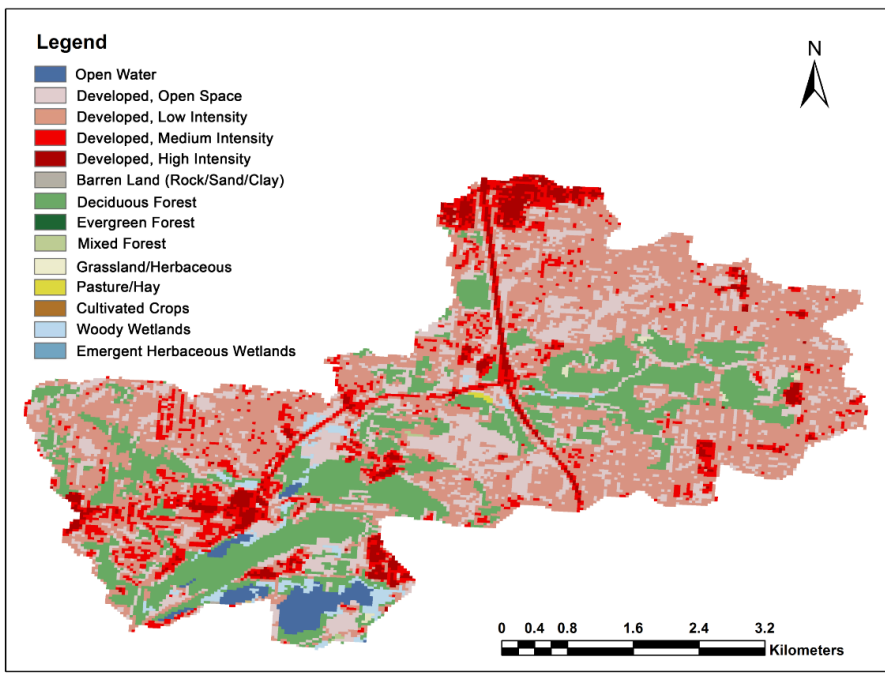 Legend
N
Open Water
Developed, Open Space
Developed, Low Intensity
Developed, Medium Intensity
Developed, High Intensity
Barren Land (Rock/Sand/Clay)
Deciduous Forest
Evergreen Forest
Mixed Forest
Grassland/Herbaceous
Pasture/Hay
Cultivated Crops
Woody Wetlands
Emergent Herbaceous Wetlands
0 0.4 0.8 1.6 2.4 3.2
Kilometers